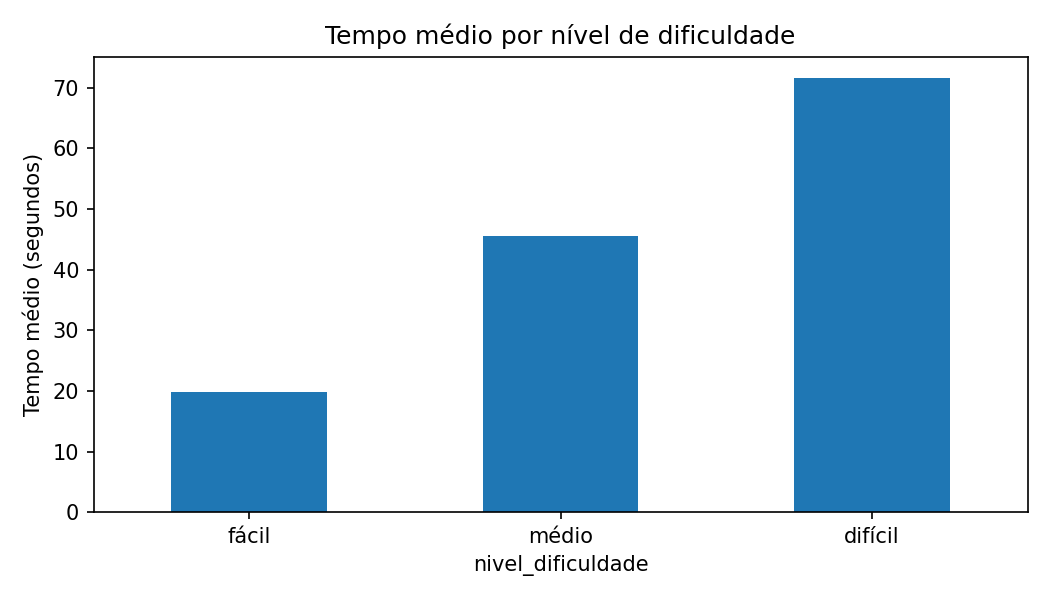 Tempo médio por nível de dificuldade
Tempo médio (segundos)
70
60
50
40
30
20
10
0
fácil
médio
difícil
nivel_dificuldade